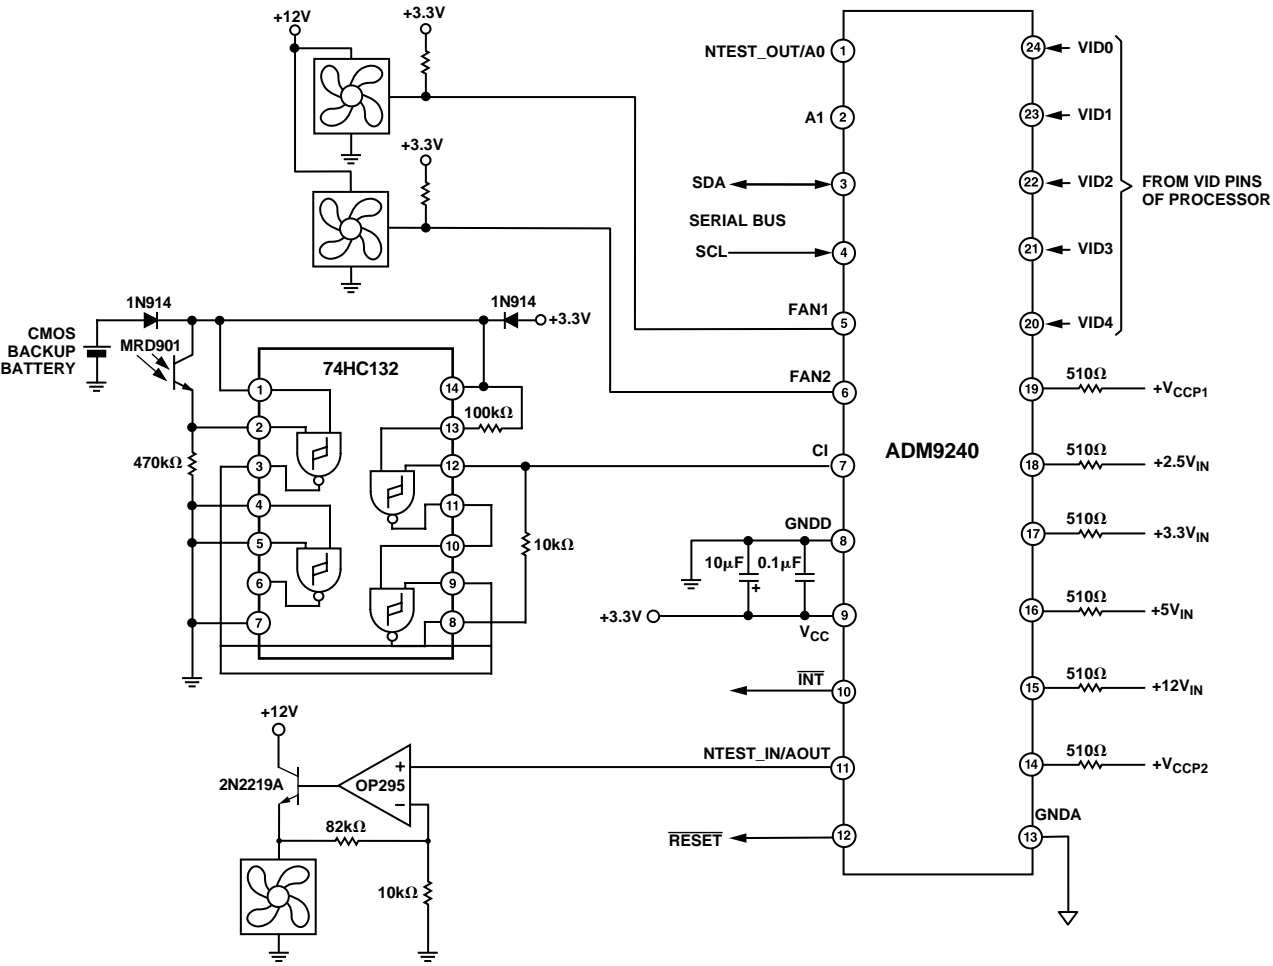 +12V
+3.3V
+3.3V
NTEST_OUT/A0
1
A1
2
SDA
3
SERIAL BUS
SCL
4
FAN1
5
FAN2
6
CI
7
GNDD
8
10μF
0.1μF
+
+3.3V
9
VCC
INT
10
NTEST_IN/AOUT
11
RESET
12
ADM9240
24
VID0
23
VID1
22
VID2
21
VID3
20
VID4
FROM VID PINS
OF PROCESSOR
19
510Ω
+VCCP1
18
510Ω
+2.5VIN
17
510Ω
+3.3VIN
16
510Ω
+5VIN
15
510Ω
+12VIN
14
510Ω
+VCCP2
GNDA
13
1N914
1N914
+3.3V
CMOS
BACKUP
BATTERY
MRD901
74HC132
1
2
3
4
5
6
7
14
13
12
11
10
9
8
100kΩ
470kΩ
10kΩ
+12V
2N2219A
OP295
+
–
82kΩ
10kΩ